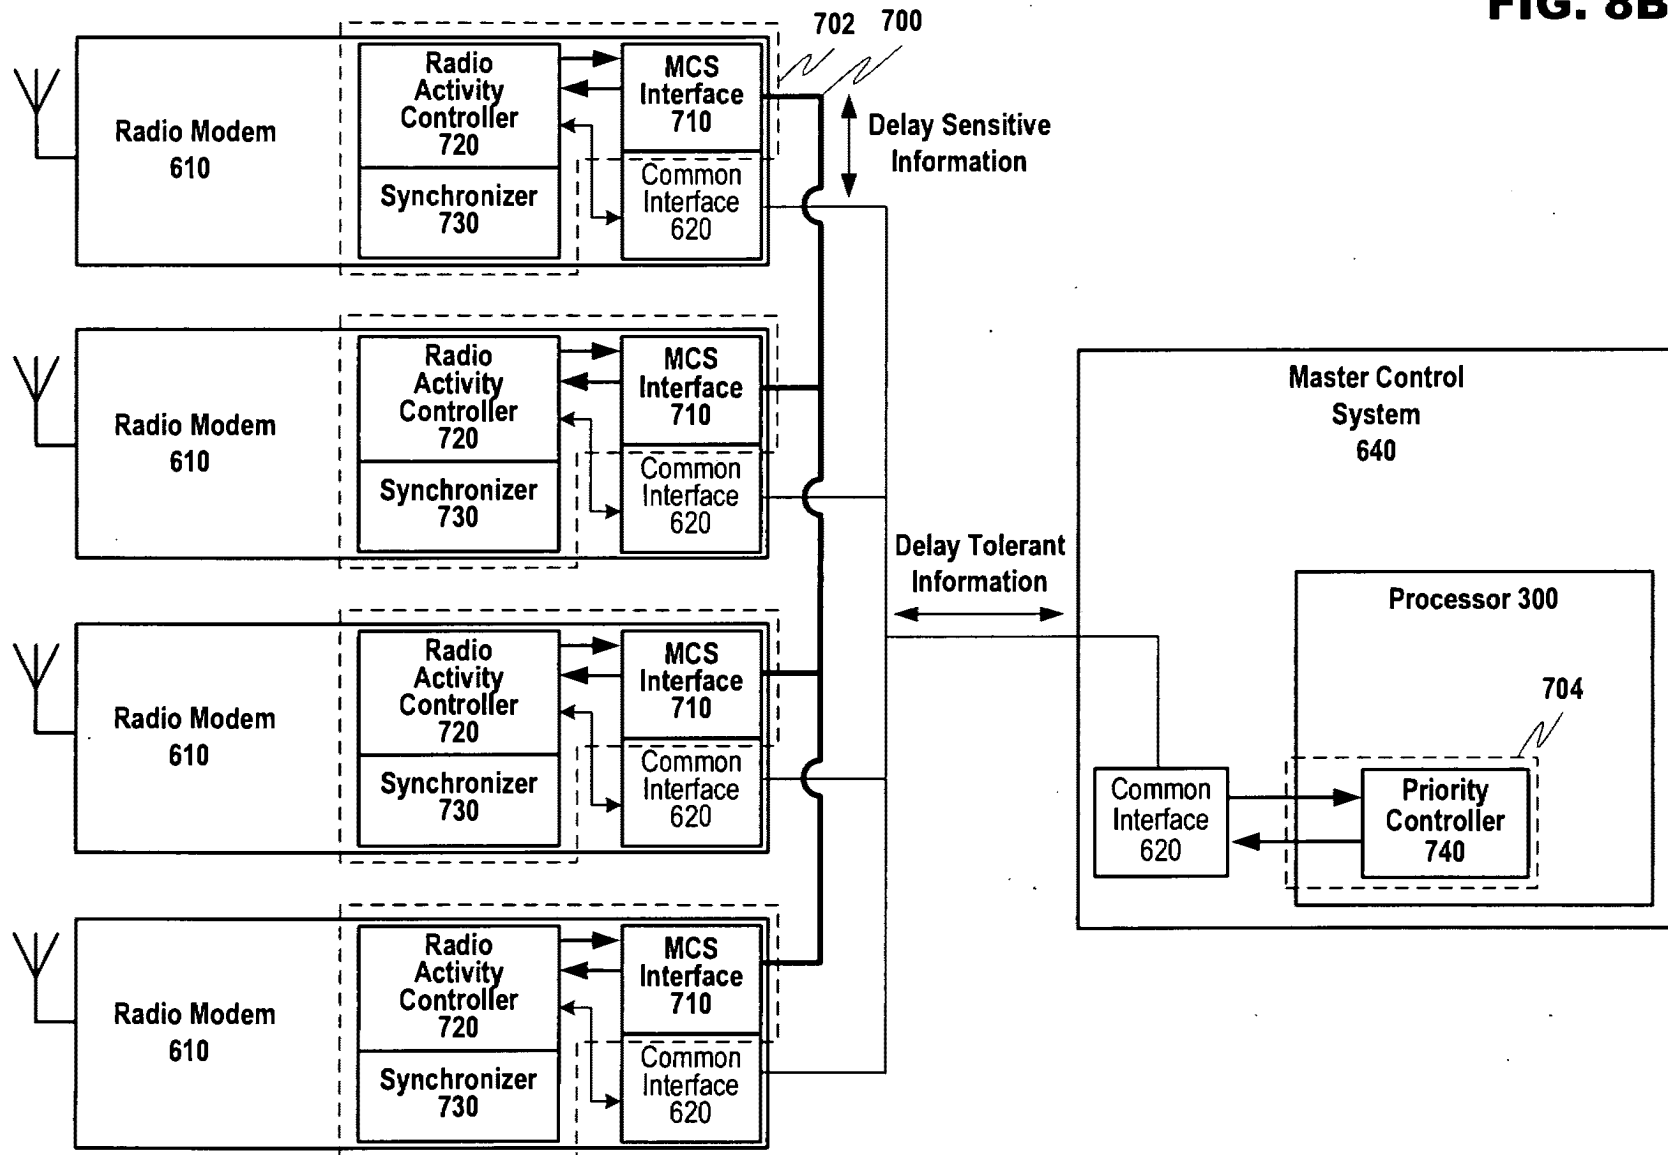 FIG. 8B
702 700
Radio
Activity
Controller
720
MCS
Interface
710
Radio Modem
610
Synchronizer
730
Common
Interface
620
Delay Sensitive
Information
Radio
Activity
Controller
720
MCS
Interface
710
Radio Modem
610
Synchronizer
730
Common
Interface
620
Master Control
System
640
Delay Tolerant
Information
Processor 300
704
Radio
Activity
Controller
720
MCS
Interface
710
Radio Modem
610
Synchronizer
730
Common
Interface
620
Common
Interface
620
Priority
Controller
740
Radio
Activity
Controller
720
MCS
Interface
710
Radio Modem
610
Synchronizer
730
Common
Interface
620